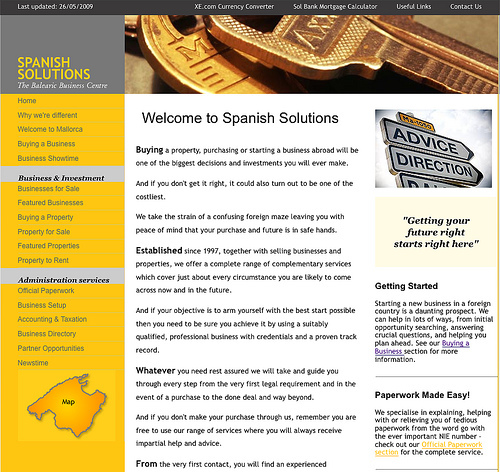 Last updated: 26/05/2009
XE.com Currency Converter
Sol Bank Mortgage Calculator
Useful Links
Contact Us
SPANISH
SOLUTIONS
The Balearic Business Centre
Home
Why we're different
Welcome to Mallorca
Buying a Business
Business Showtime
Business & Investment
Businesses for Sale
Featured Businesses
Buying a Property
Property for Sale
Featured Properties
Property to Rent
Administration services
Official Paperwork
Business Setup
Accounting & Taxation
Business Directory
Partner Opportunities
Newstime
Map
Welcome to Spanish Solutions
Buying a property, purchasing or starting a business abroad will be
one of the biggest decisions and investments you will ever make.
And if you don't get it right, it could also turn out to be one of the
costliest.
We take the strain of a confusing foreign maze leaving you with
peace of mind that your purchase and future is in safe hands.
Established since 1997, together with selling businesses and
properties, we offer a complete range of complementary services
which cover just about every circumstance you are likely to come
across now and in the future.
And if your objective is to arm yourself with the best start possible
then you need to be sure you achieve it by using a suitably
qualified, professional business with credentials and a proven track
record.
Whatever you need rest assured we will take and guide you
through every step from the very first legal requirement and in the
event of a purchase to the done deal and way beyond.
And if you don't make your purchase through us, remember you are
free to use our range of services where you will always receive
impartial help and advice.
From the very first contact, you will find an experienced
ADVICE
DIRECTION
"Getting your
future right
starts right here"
Getting Started
Starting a new business in a foreign
country is a daunting prospect. We
can help in lots of ways, from initial
opportunity searching, answering
crucial questions, and helping you
plan ahead. See our Buying a
Business section for more
information.
Paperwork Made Easy!
We specialise in explaining, helping
with or relieving you of tedious
paperwork from the word go with
the ever important NIE number -
check out our Official Paperwork
section for the complete service.